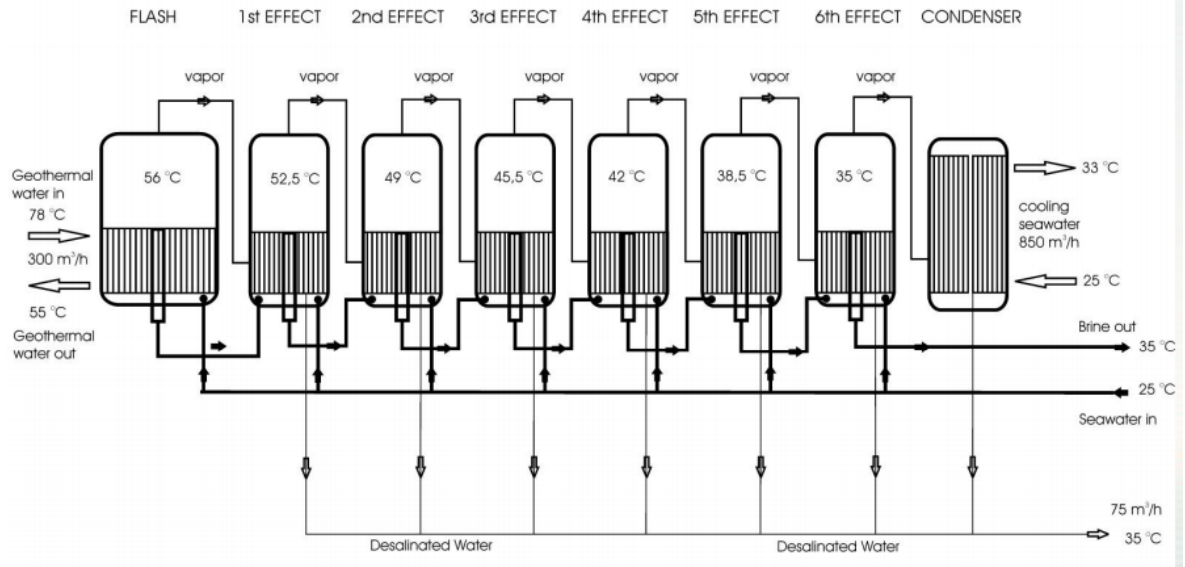 FLASH
1st EFFECT
2nd EFFECT
3rd EFFECT
4th EFFECT
5th EFFECT
6th EFFECT
CONDENSER
vapor
vapor
vapor
vapor
vapor
vapor
vapor
56 °C
52,5 °C
49 °C
45,5 °C
42 °C
38,5 °C
35 °C
Geothermal
water in
78 °C
300 m³/h
55 °C
Geothermal
water out
33 °C
cooling
seawater
850 m³/h
25 °C
Brine out
35 °C
25 °C
Seawater in
75 m³/h
35 °C
Desalinated Water
Desalinated Water